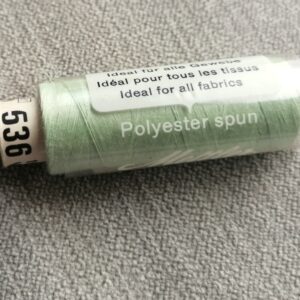 Ideal für alle Gewebe
Idéal pour tous les tissus
Ideal for all fabrics
Polyester spun
536